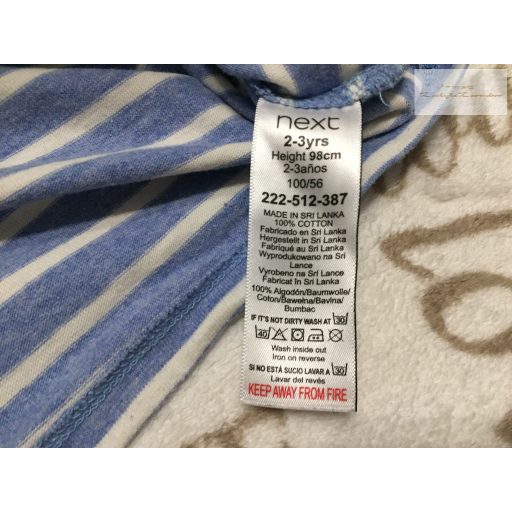 next
2-3yrs
Height 98cm
2-3años
100/56
222-512-387
MADE IN SRI LANKA
100% COTTON
Fabricado en Sri Lanka
Hergestellt in Sri Lanka
Fabriqué au Sri Lanka
Wyprodukowano na Sri
Lance
Vyrobeno na Sri Lance
Fabricat în Sri Lanka
100% Algodón/Baumwolle/
Coton/Bawełna/Bavlna/
Bumbac
IF IT'S NOT DIRTY WASH AT 30
40
Wash inside out
Iron on reverse
SI NO ESTÁ SUCIO LAVAR A 30
Lavar del revés
KEEP AWAY FROM FIRE